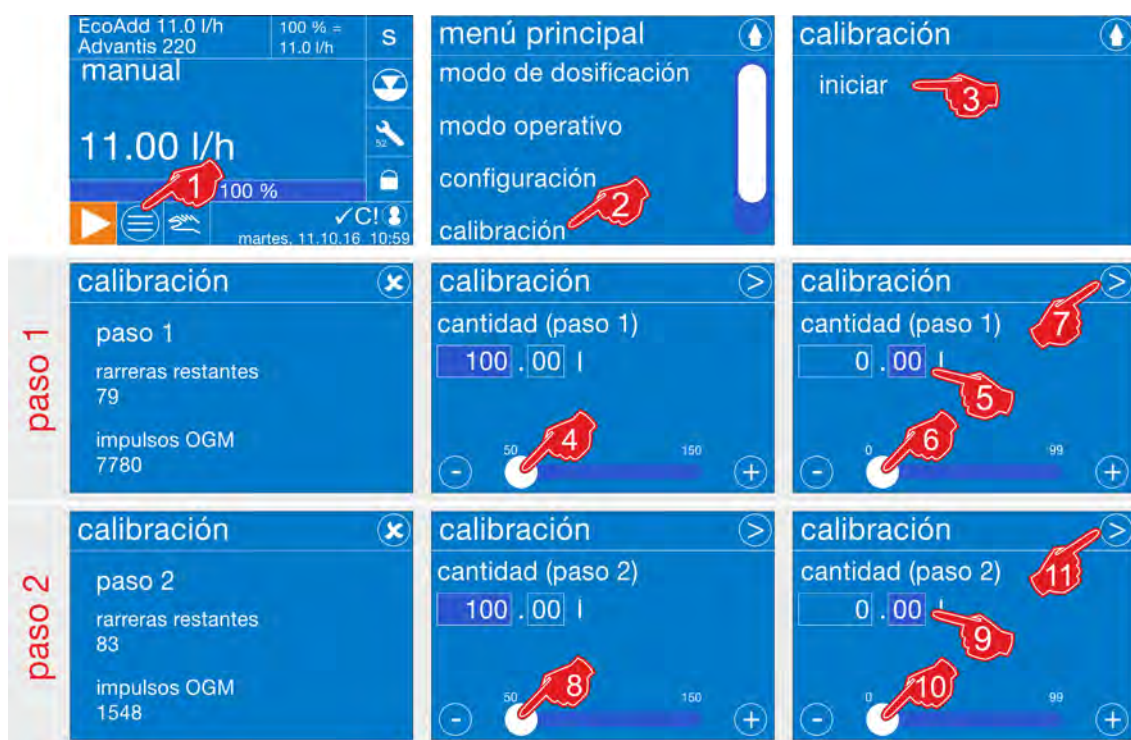 EcoAdd 11.0 l/h
Advantis 220
100 % =
11.0 l/h
S
manual
52
11.00 l/h
1
100 %
✓C!
martes, 11.10.16 10:59
menú principal
modo de dosificación
modo operativo
configuración
2
calibración
calibración
iniciar
3
paso 1
calibración
paso 1
rarreras restantes
79
impulsos OGM
7780
calibración
>
cantidad (paso 1)
100 . 00 l
4
50
150
-
+
calibración
>
7
cantidad (paso 1)
0 . 00 l
5
6
0
99
-
+
paso 2
calibración
paso 2
rarreras restantes
83
impulsos OGM
1548
calibración
>
cantidad (paso 2)
100 . 00 l
8
50
150
-
+
calibración
>
11
cantidad (paso 2)
0 . 00 l
9
10
0
99
-
+